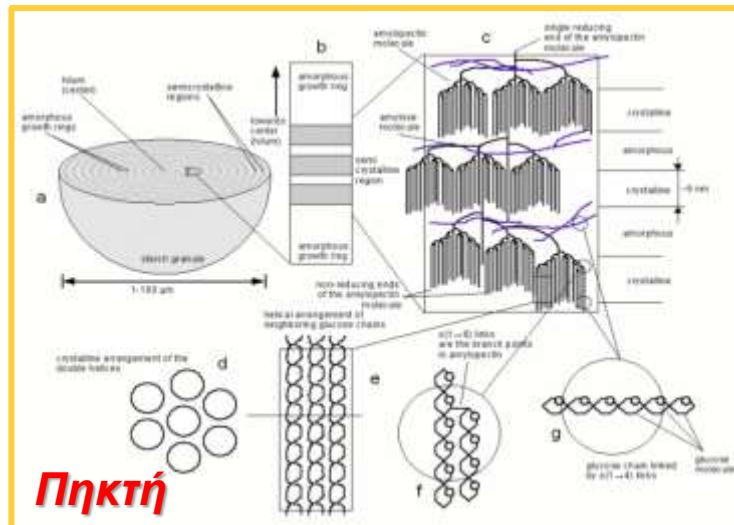 a
hilum
(center)
semicrystalline
regions
amorphous
growth rings
starch granule
1-100 µm
b
amorphous
growth ring
towards
center
(hilum)
semi
crystalline
region
amorphous
growth ring
c
amylopectin
molecule
single reducing
end of the amylopectin
molecule
amylose
molecule
crystalline
amorphous
crystalline
~9 nm
amorphous
crystalline
non-reducing ends
of the amylopectin
molecule
crystalline arrangement of the
double helices
d
helical arrangement of
neighboring glucose chains
e
α(1→6) links
are the branch points
in amylopectin
f
g
glucose chain linked
by α(1→4) links
glucose
molecule
Πηκτή